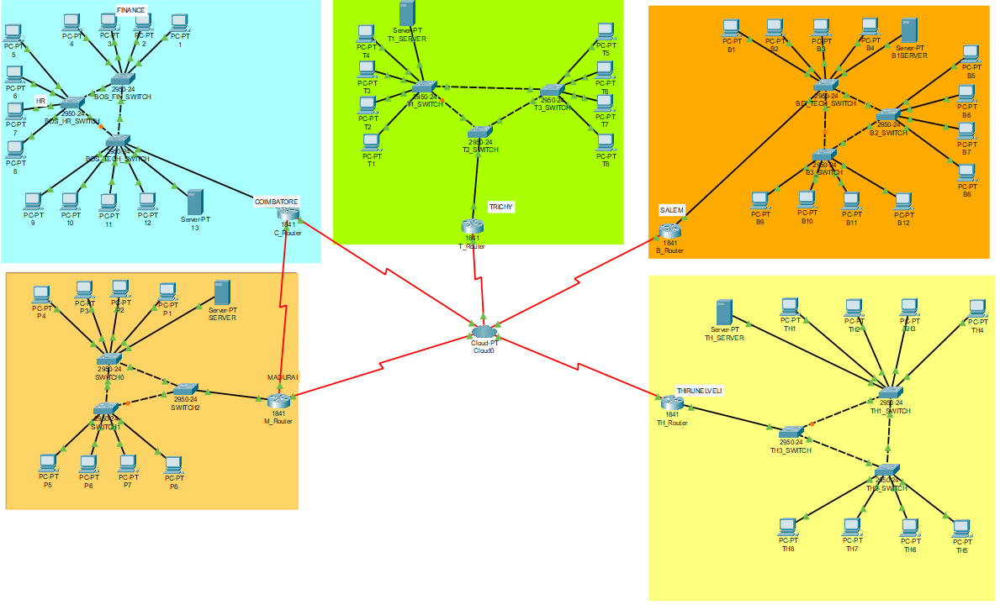 FINANCE
PC-PT
4
PC-PT
3
PC-PT
2
PC-PT
1
PC-PT
5
PC-PT
6
HR
PC-PT
7
PC-PT
8
2950-24
BOS_FIN_SWITCH
2950-24
BOS_HR_SWITCH
2950-24
BOS_TECH_SWITCH
PC-PT
9
PC-PT
10
PC-PT
11
PC-PT
12
Server-PT
13
COIMBATORE
1841
C_Router
Server-PT
T1_SERVER
PC-PT
T4
PC-PT
T3
PC-PT
T2
PC-PT
T1
2950-24
T1_SWITCH
2950-24
T3_SWITCH
2950-24
T2_SWITCH
PC-PT
T5
PC-PT
T6
PC-PT
T7
PC-PT
T8
TRICHY
1841
T_Router
PC-PT
B1
PC-PT
B2
PC-PT
B3
PC-PT
B4
Server-PT
B1SERVER
PC-PT
B5
PC-PT
B6
PC-PT
B7
PC-PT
B8
2950-24
2950-24
B2_SWITCH
2950-24
B3_SWITCH
PC-PT
B9
PC-PT
B10
PC-PT
B11
PC-PT
B12
SALEM
1841
B_Router
PC-PT
P4
PC-PT
P3
PC-PT
P2
PC-PT
P1
Server-PT
SERVER
2950-24
SWITCH0
2950-24
SWITCH2
2950-24
SWITCH1
PC-PT
P5
PC-PT
P6
PC-PT
P7
PC-PT
P8
MADURAI
1841
M_Router
Cloud-PT
Cloud0
THIRUNELVELI
1841
TH_Router
Server-PT
TH_SERVER
PC-PT
TH1
PC-PT
TH2
PC-PT
TH3
PC-PT
TH4
2950-24
TH1_SWITCH
2950-24
TH3_SWITCH
2950-24
TH2_SWITCH
PC-PT
TH8
PC-PT
TH7
PC-PT
TH6
PC-PT
TH5